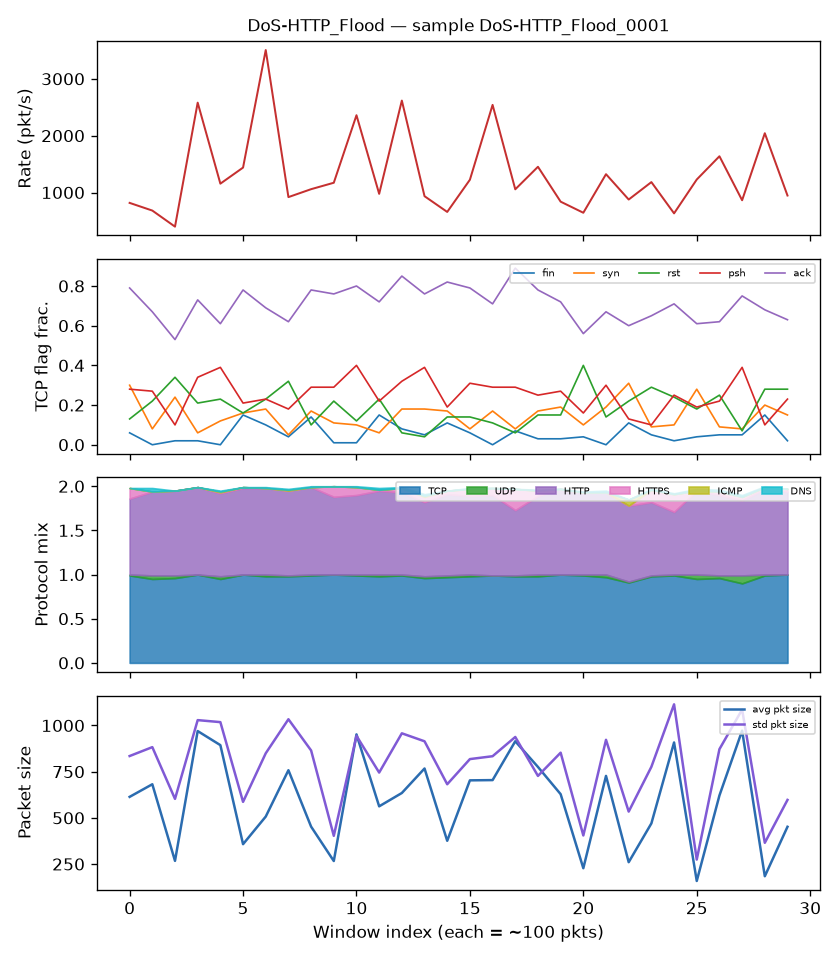 DoS-HTTP_Flood — sample DoS-HTTP_Flood_0001
Rate (pkt/s)
3000
2000
1000
TCP flag frac.
0.8
0.6
0.4
0.2
0.0
fin syn rst psh ack
Protocol mix
2.0
1.5
1.0
0.5
0.0
TCP UDP HTTP HTTPS ICMP DNS
Packet size
1000
750
500
250
avg pkt size
std pkt size
0 5 10 15 20 25 30
Window index (each = ~100 pkts)